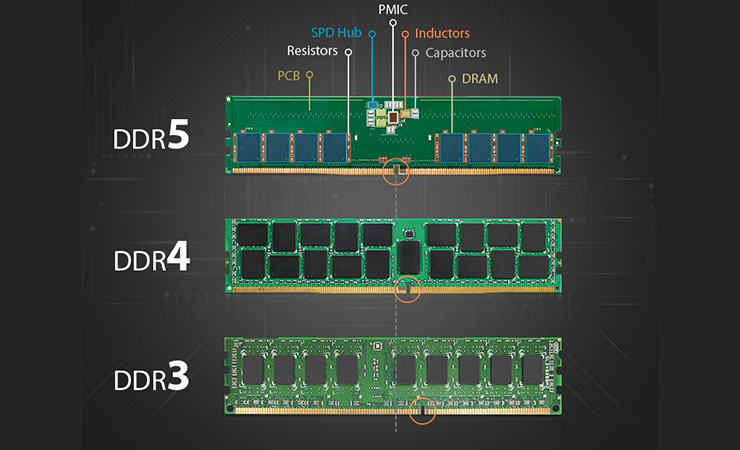 PMIC
SPD Hub
Inductors
Resistors
Capacitors
PCB
DRAM
DDR5
DDR4
DDR3